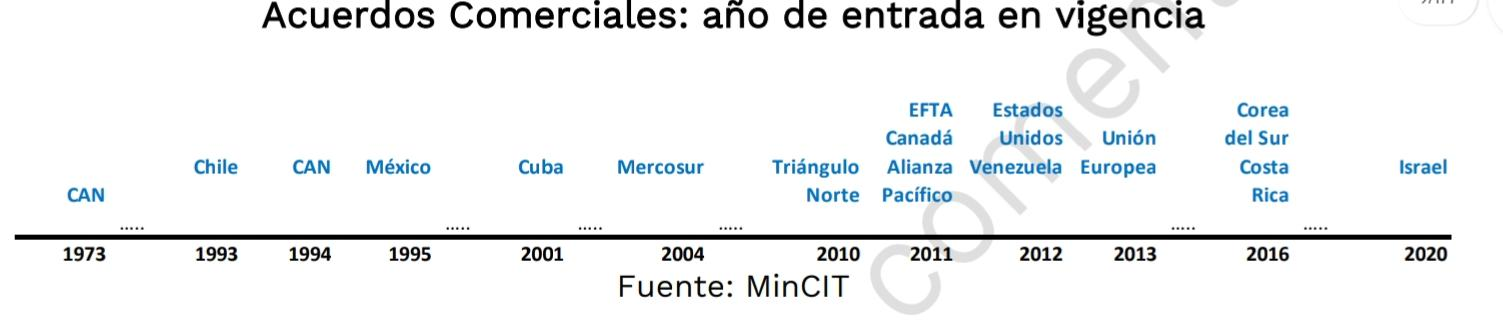 Acuerdos Comerciales: año de entrada en vigencia
EFTA Estados Corea
Canadá Unidos Unión del Sur
Chile CAN México Cuba Mercosur Triángulo Alianza Venezuela Europea Costa Israel
CAN Norte Pacífico Rica
..... ..... ..... ..... ..... .....
1973 1993 1994 1995 2001 2004 2010 2011 2012 2013 2016 2020
Fuente: MinCIT